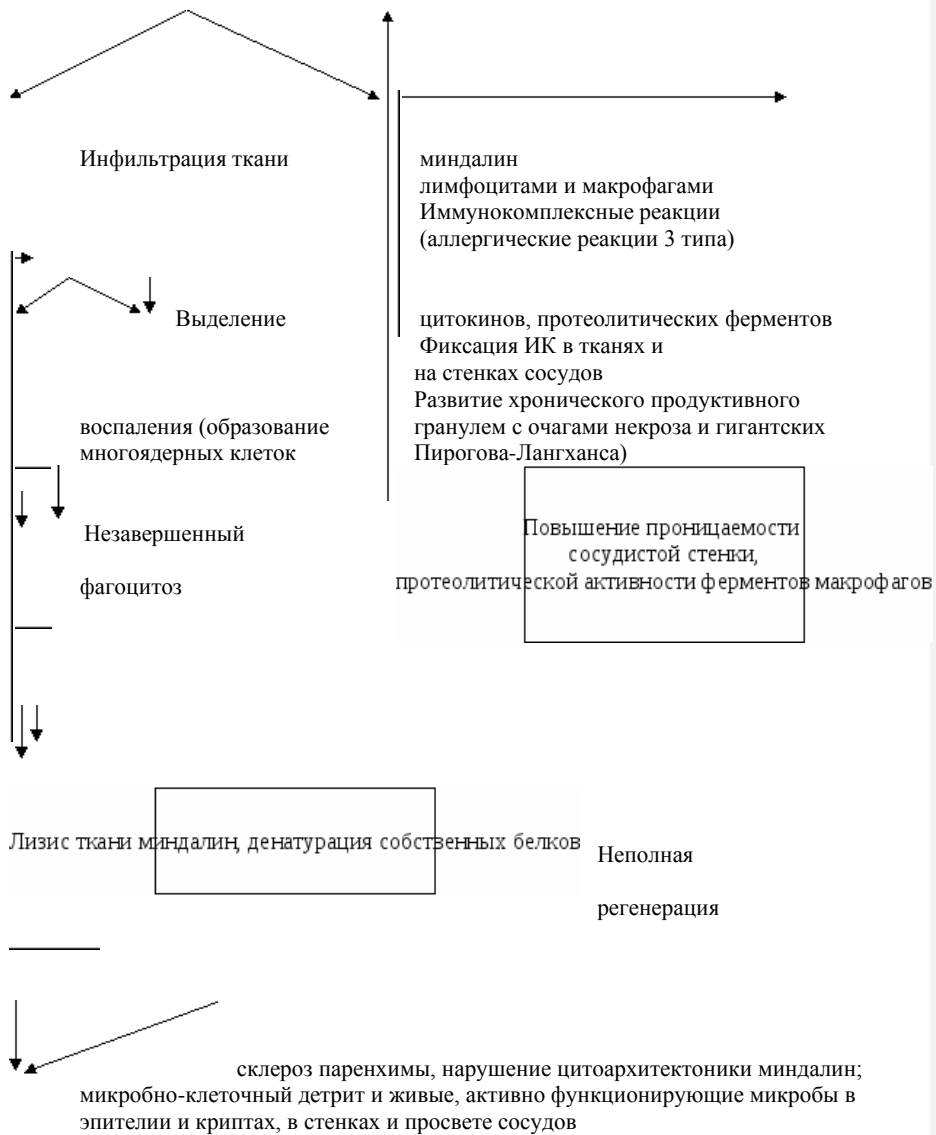 Инфильтрация ткани
миндалин
лимфоцитами и макрофагами
Иммунокомплексные реакции
(аллергические реакции 3 типа)
Выделение
цитокинов, протеолитических ферментов
Фиксация ИК в тканях и
на стенках сосудов
Развитие хронического продуктивного
воспаления (образование
гранулем с очагами некроза и гигантских
многоядерных клеток
Пирогова-Лангханса)
Незавершенный
фагоцитоз
Повышение проницаемости
сосудистой стенки,
протеолитической активности ферментов макрофагов
Лизис ткани миндалин, денатурация собственных белков
Неполная
регенерация
склероз паренхимы, нарушение цитоархитектоники миндалин;
микробно-клеточный детрит и живые, активно функционирующие микробы в
эпителии и криптах, в стенках и просвете сосудов